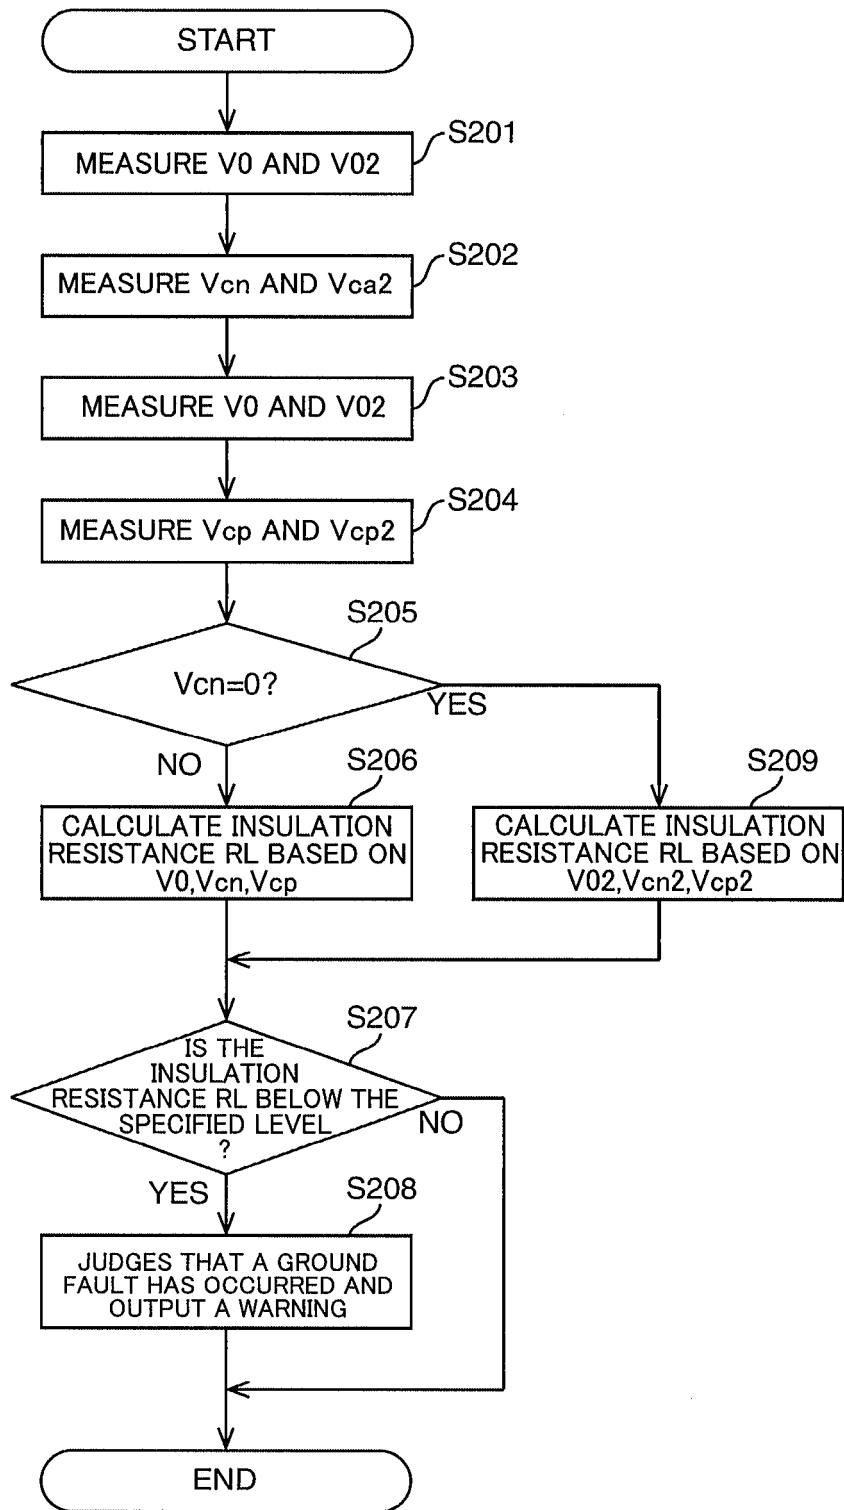 START
S201
MEASURE V0 AND V02
S202
MEASURE Vcn AND Vca2
S203
MEASURE V0 AND V02
S204
MEASURE Vcp AND Vcp2
S205
Vcn=0?
YES
NO
S206
CALCULATE INSULATION
RESISTANCE RL BASED ON
V0,Vcn,Vcp
S209
CALCULATE INSULATION
RESISTANCE RL BASED ON
V02,Vcn2,Vcp2
S207
IS THE
INSULATION
RESISTANCE RL BELOW THE
SPECIFIED LEVEL
?
NO
YES
S208
JUDGES THAT A GROUND
FAULT HAS OCCURRED AND
OUTPUT A WARNING
END